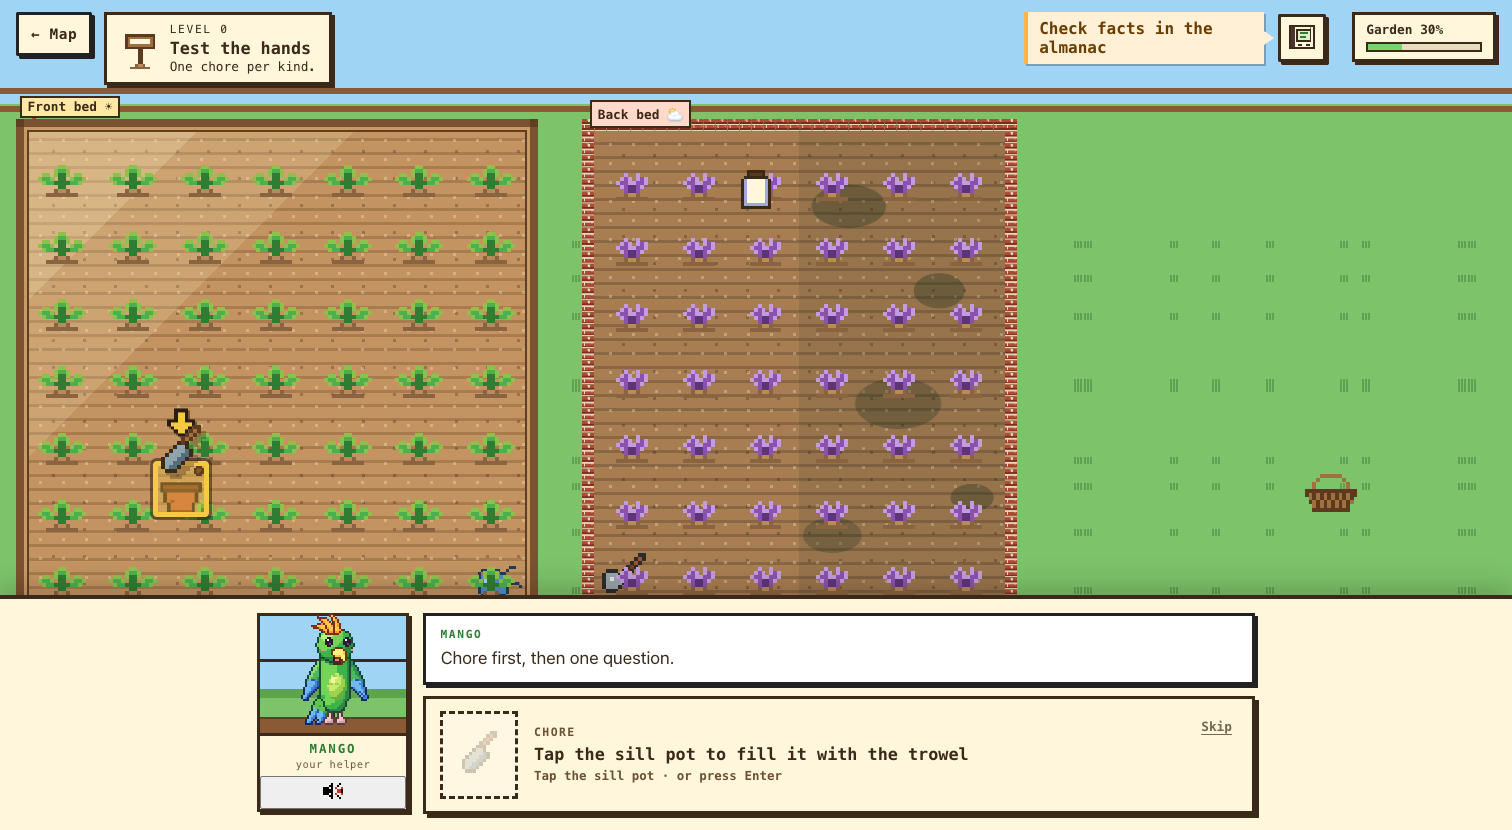 ← Map
LEVEL 0
Test the hands
One chore per kind.
Check facts in the
almanac
Garden 30%
Front bed ☀
Back bed ⛅
MANGO
Chore first, then one question.
MANGO
your helper
CHORE
Tap the sill pot to fill it with the trowel
Tap the sill pot · or press Enter
Skip